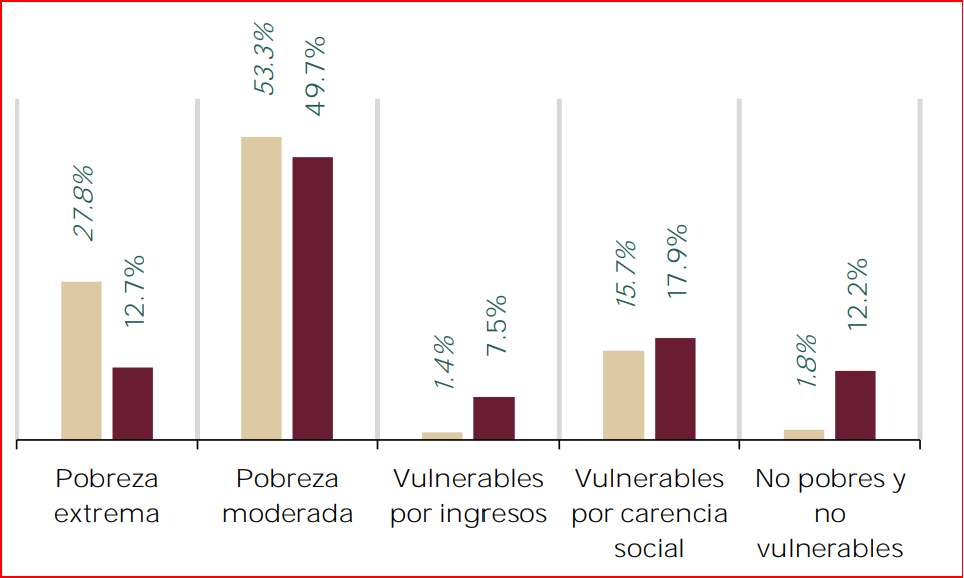 27.8%
12.7%
53.3%
49.7%
1.4%
7.5%
15.7%
17.9%
1.8%
12.2%
Pobreza
extrema
Pobreza
moderada
Vulnerables
por ingresos
Vulnerables
por carencia
social
No pobres y
no
vulnerables